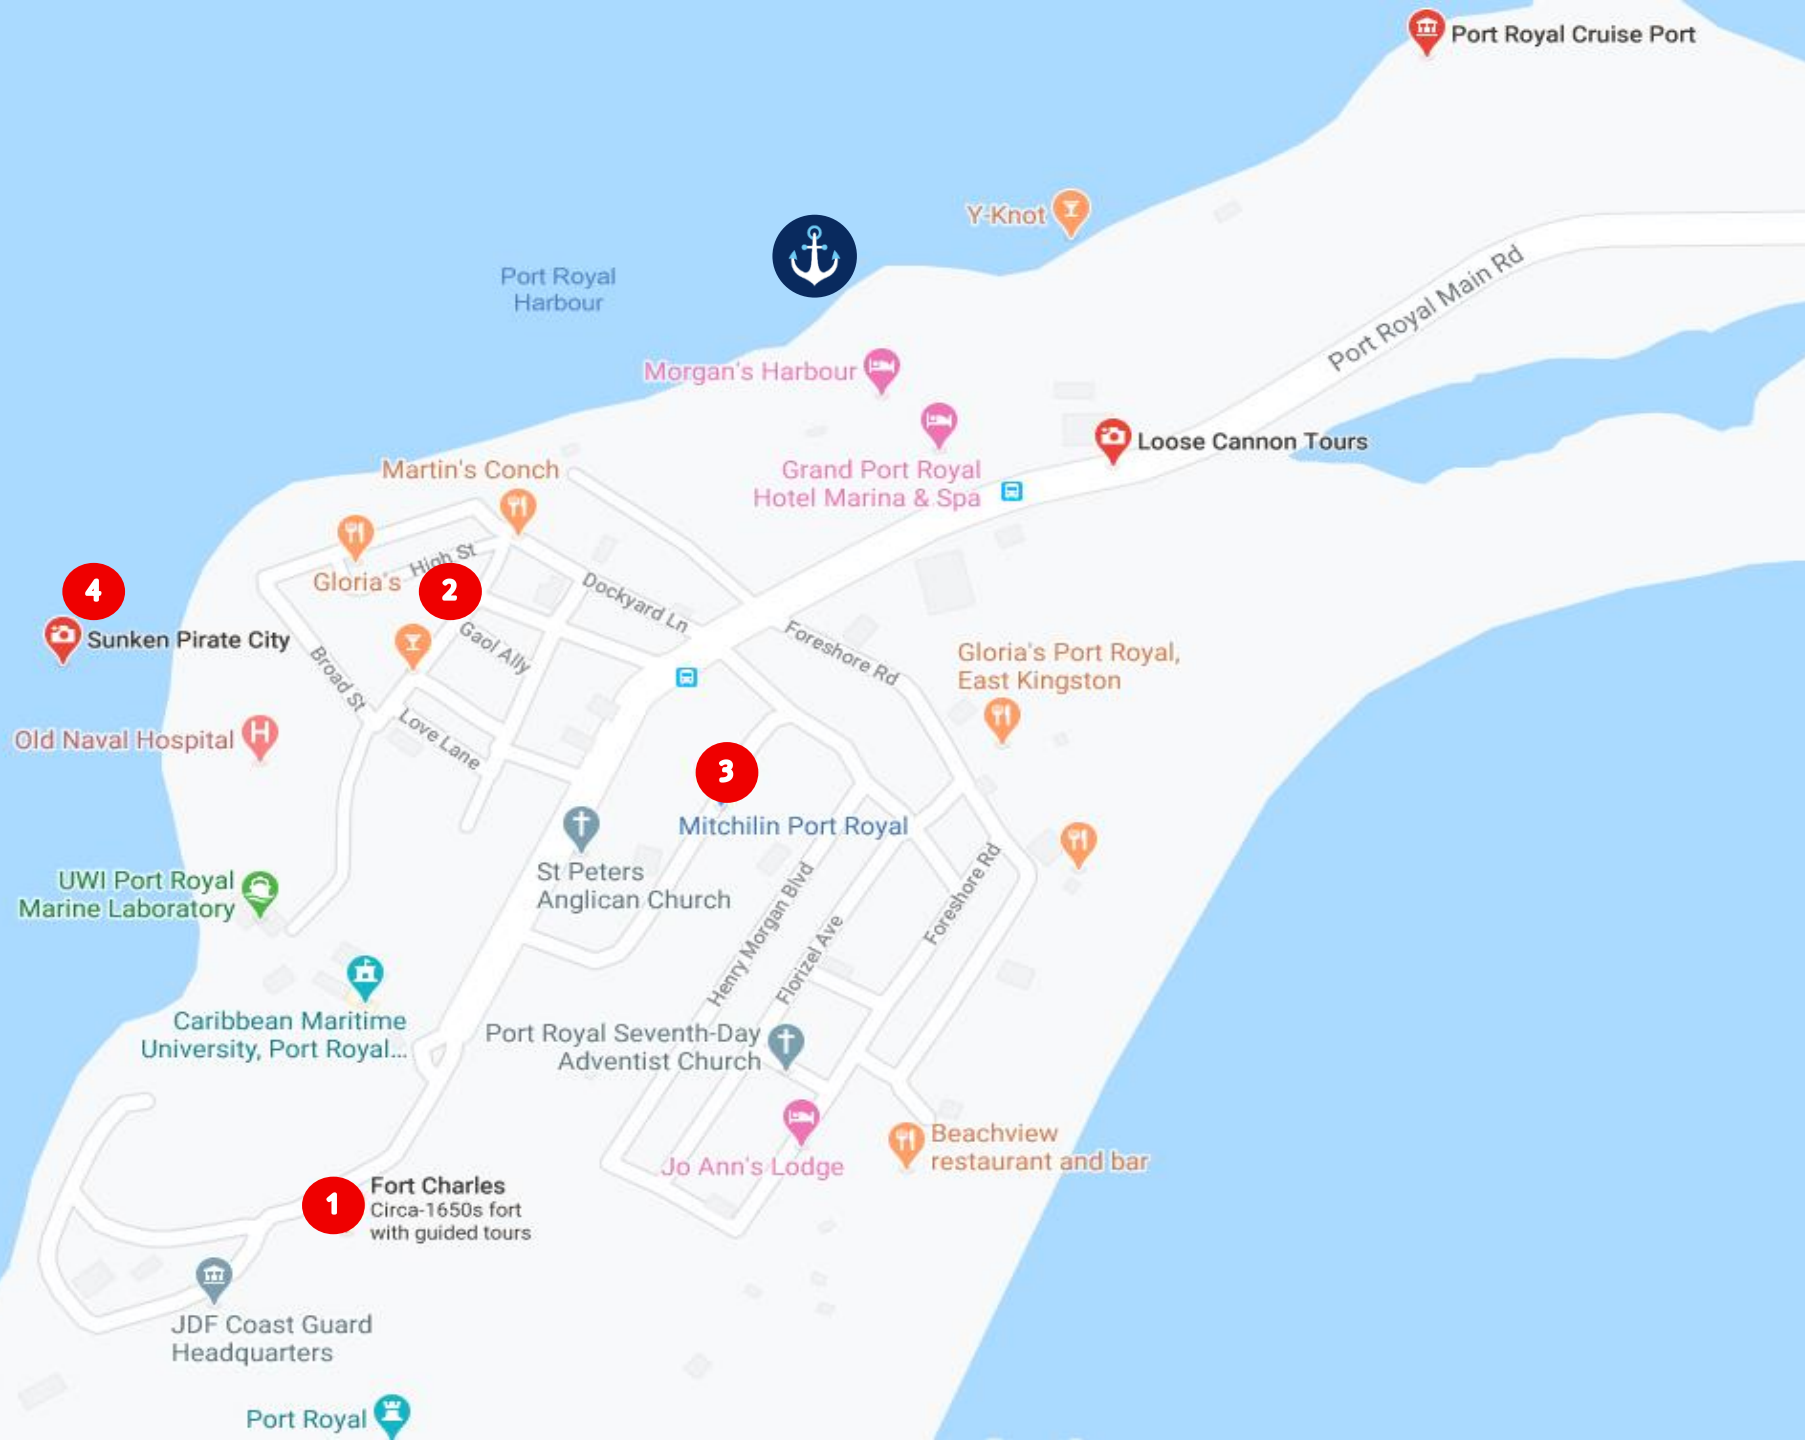 Port Royal Cruise Port
Y-Knot
Port Royal
Harbour
Port Royal Main Rd
Morgan's Harbour
Grand Port Royal
Hotel Marina & Spa
Loose Cannon Tours
Martin's Conch
High St
Gloria's
2
4
Dockyard Ln
Sunken Pirate City
Gaol Ally
Foreshore Rd
Gloria's Port Royal,
East Kingston
Broad St
Old Naval Hospital
Love Lane
3
Mitchilin Port Royal
St Peters
Anglican Church
UWI Port Royal
Marine Laboratory
Henry Morgan Blvd
Florizel Ave
Foreshore Rd
Caribbean Maritime
University, Port Royal...
Port Royal Seventh-Day
Adventist Church
Jo Ann's Lodge
Beachview
restaurant and bar
1
Fort Charles
Circa-1650s fort
with guided tours
JDF Coast Guard
Headquarters
Port Royal